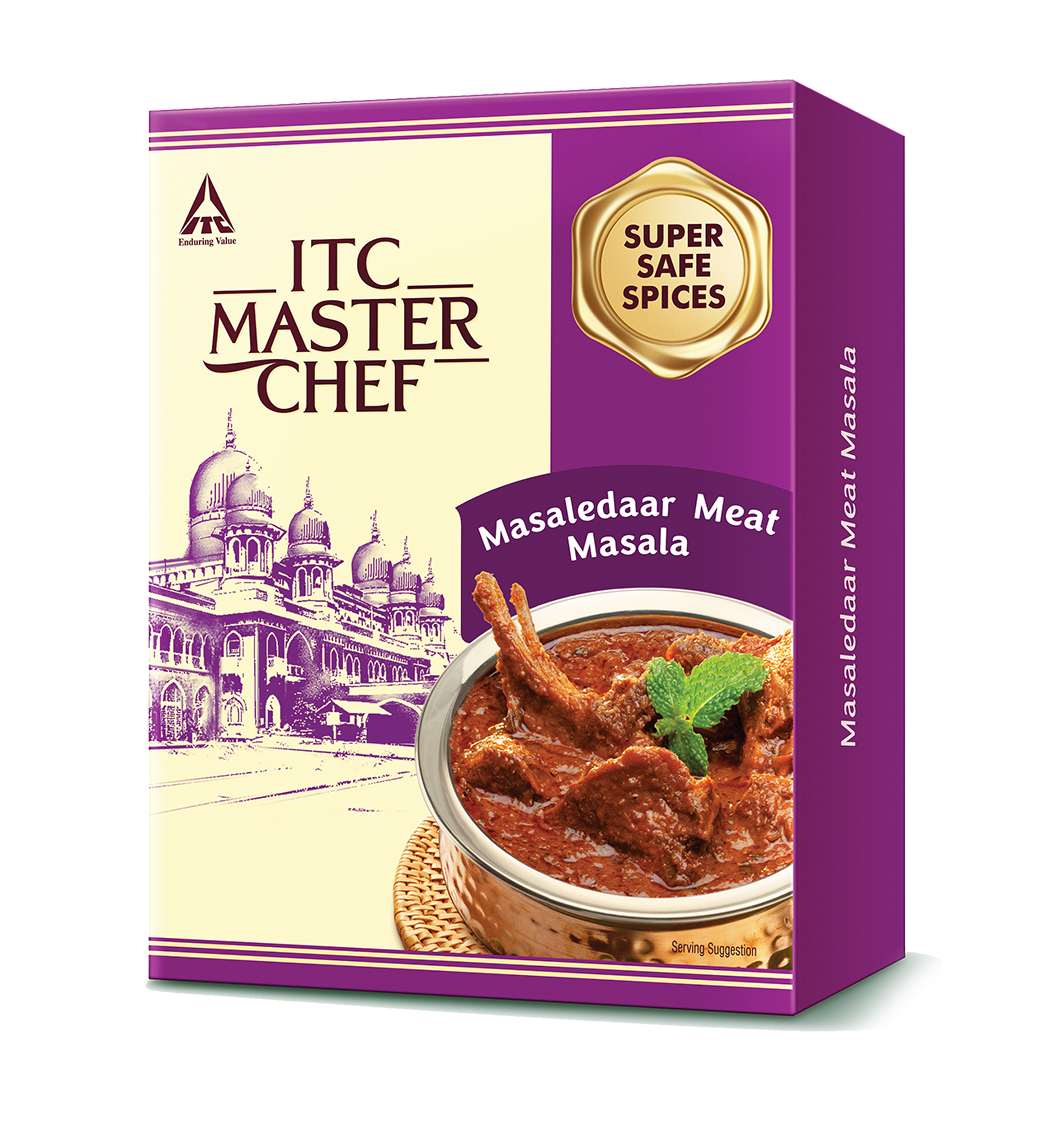 ITC
Enduring Value
ITC
MASTER
CHEF
SUPER
SAFE
SPICES
Masaledaar Meat
Masala
Serving Suggestion
Masaledaar Meat Masala